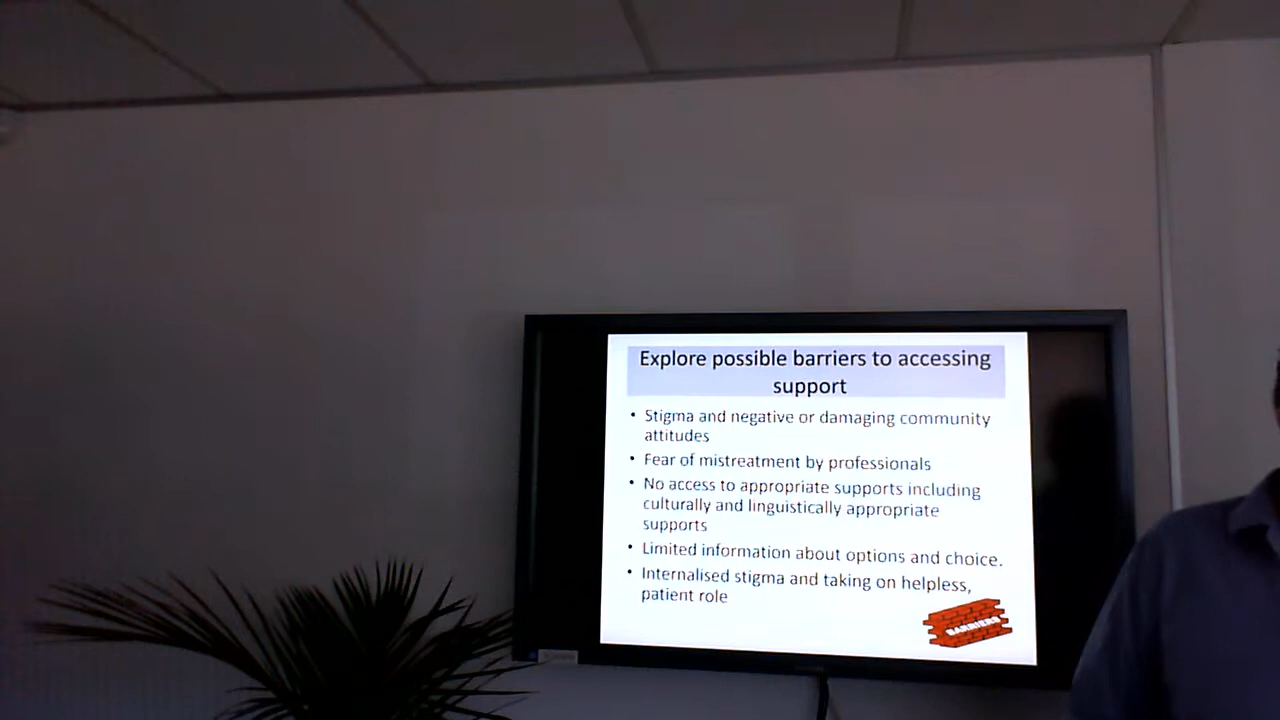 Explore possible barriers to accessing
support
• Stigma and negative or damaging community
attitudes
• Fear of mistreatment by professionals
• No access to appropriate supports including
culturally and linguistically appropriate
supports
• Limited information about options and choice.
• Internalised stigma and taking on helpless,
patient role
BARRIERS